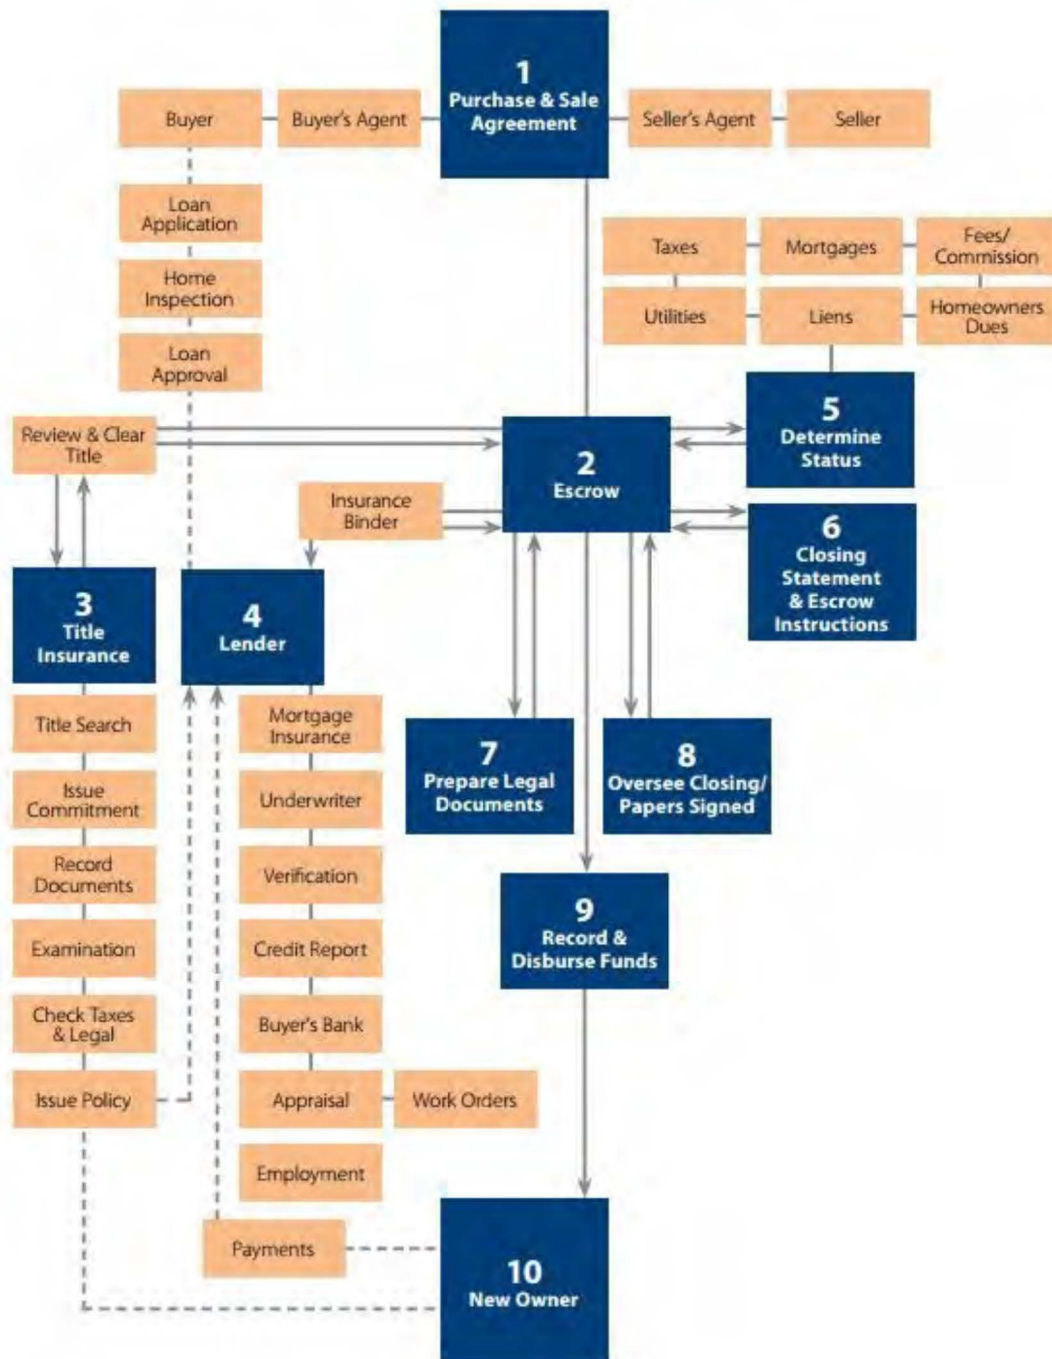 1
Purchase & Sale
Agreement
Buyer
Buyer's Agent
Seller's Agent
Seller
Loan
Application
Home
Inspection
Loan
Approval
Taxes
Mortgages
Fees/
Commission
Utilities
Liens
Homeowners
Dues
5
Determine
Status
Review & Clear
Title
2
Escrow
Insurance
Binder
6
Closing
Statement
& Escrow
Instructions
3
Title
Insurance
4
Lender
Title Search
Issue
Commitment
Record
Documents
Examination
Check Taxes
& Legal
Issue Policy
Mortgage
Insurance
Underwriter
Verification
Credit Report
Buyer's Bank
Appraisal
Work Orders
Employment
Payments
7
Prepare Legal
Documents
8
Oversee Closing/
Papers Signed
9
Record &
Disburse Funds
10
New Owner